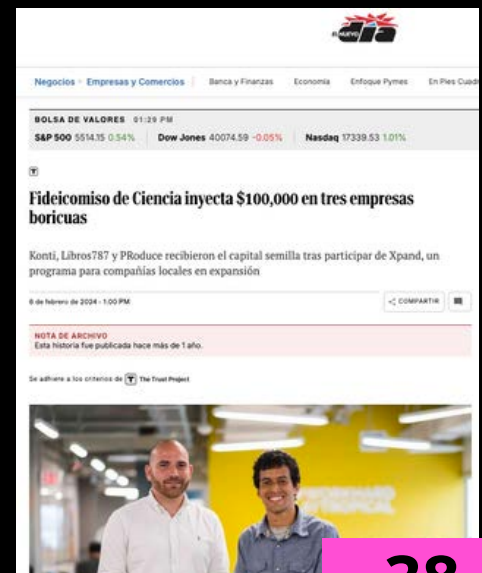 EL NUEVO día
Negocios › Empresas y Comercios Banca y Finanzas Economía Enfoque Pymes En Pies
BOLSA DE VALORES 01:29 PM
S&P 500 5514.15 0.54% Dow Jones 40074.59 -0.05% Nasdaq 17339.53 1.01%
T
Fideicomiso de Ciencia inyecta $100,000 en tres empresas
boricuas
Konti, Libros787 y PRoduce recibieron el capital semilla tras participar de Xpand, un
programa para compañías locales en expansión
6 de febrero de 2024 - 1:00 PM
COMPARTIR
NOTA DE ARCHIVO
Esta historia fue publicada hace más de 1 año.
Se adhiere a los criterios de T The Trust Project